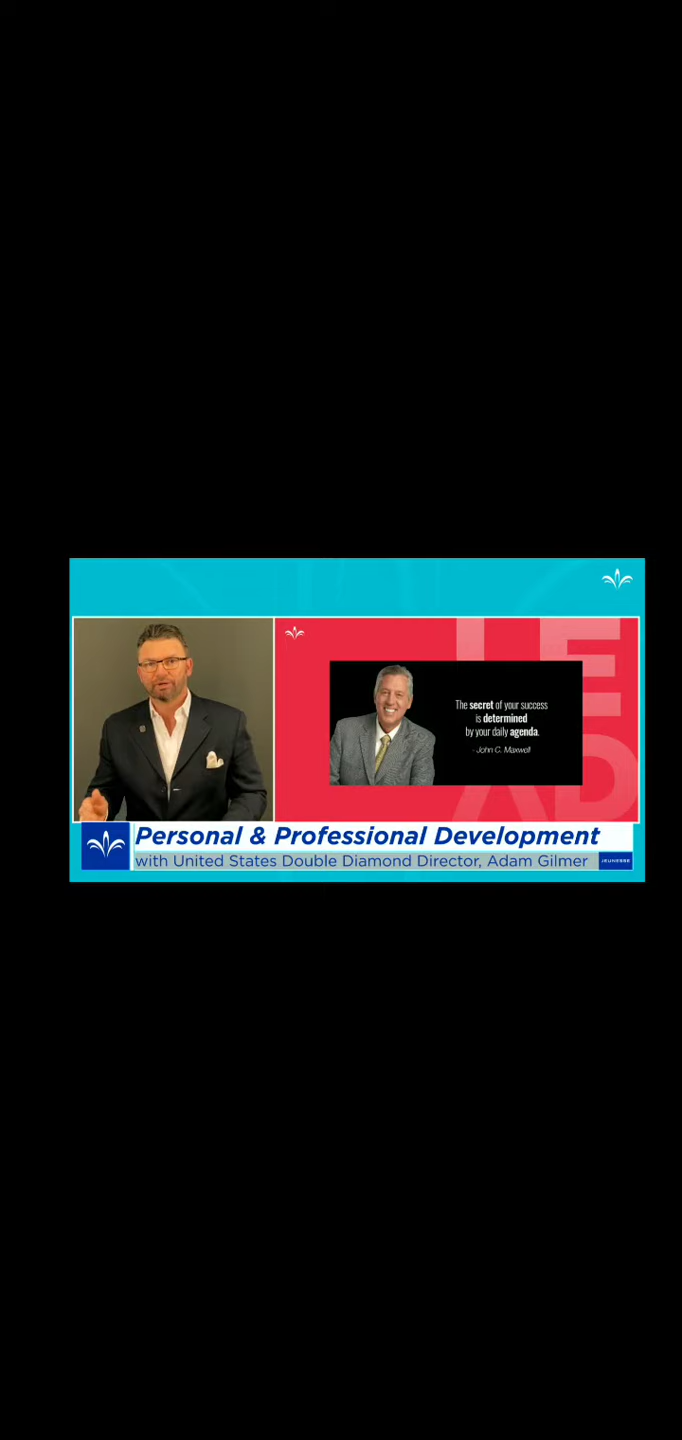 LEAD
The secret of your success
is determined
by your daily agenda.
- John C. Maxwell
Personal & Professional Development
with United States Double Diamond Director, Adam Gilmer
JEUNESSE